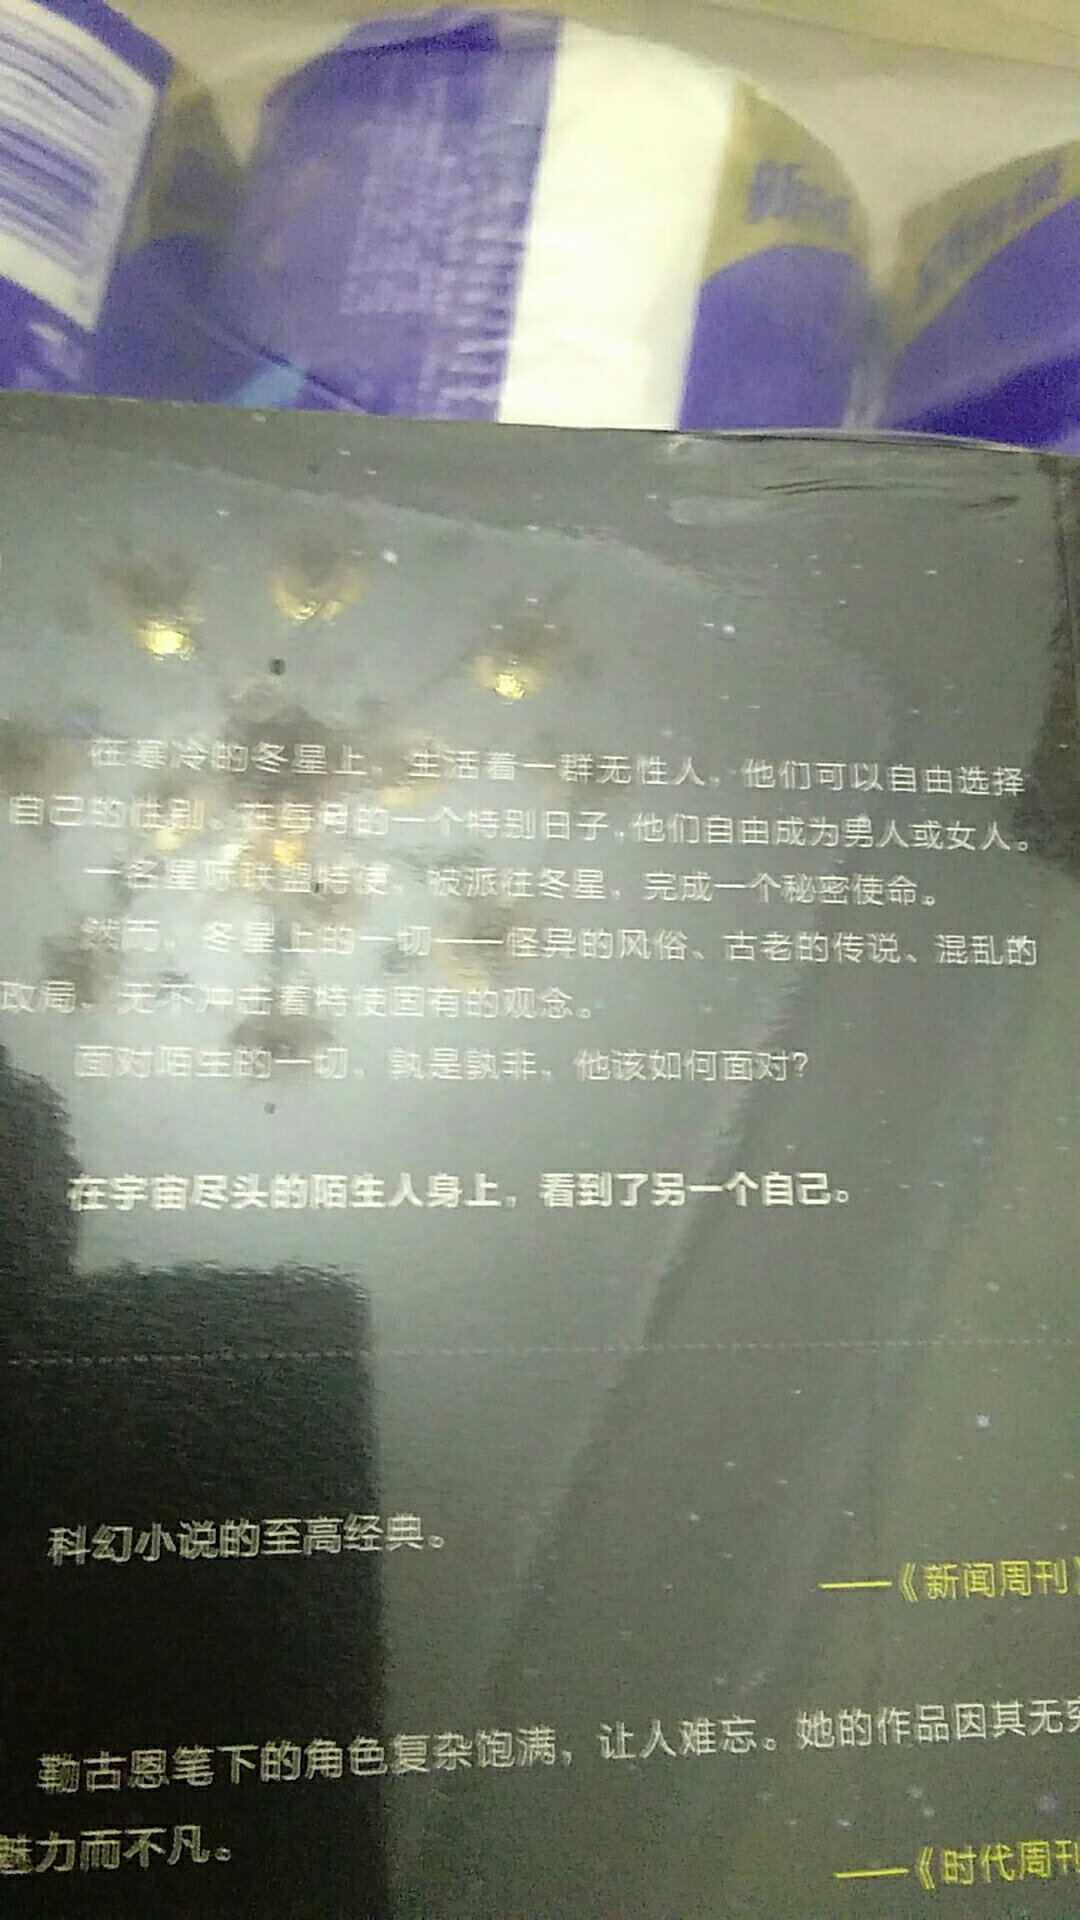 在寒冷的冬星上，生活着一群无性人，他们可以自由选择
自己的性别。在每月的一个特别日子，他们自由成为男人或女人。
一名星际联盟特使，被派往冬星，完成一个秘密使命。
然而，冬星上的一切——怪异的风俗、古老的传说、混乱的
政局，无不冲击着特使固有的观念。
面对陌生的一切，孰是孰非，他该如何面对？
在宇宙尽头的陌生人身上，看到了另一个自己。
科幻小说的至高经典。
——《新闻周刊》
勒古恩笔下的角色复杂饱满，让人难忘。她的作品因其无穷
魅力而不凡。
——《时代周刊